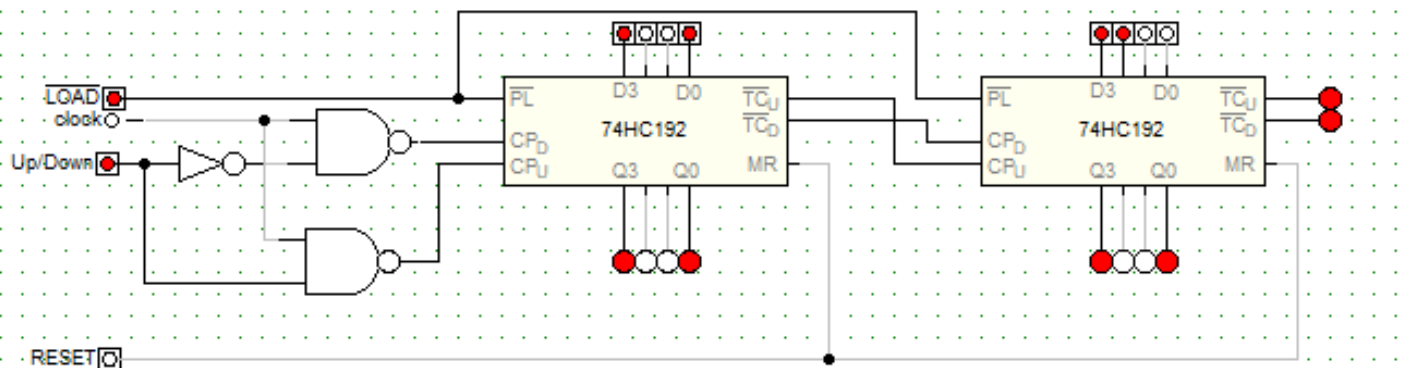 D3 D0 D3 D0
LOAD PL TCU PL TCU
clock TCD TCD
74HC192 74HC192
CPD CPD
Up/Down CPU Q3 Q0 MR CPU Q3 Q0 MR
RESET